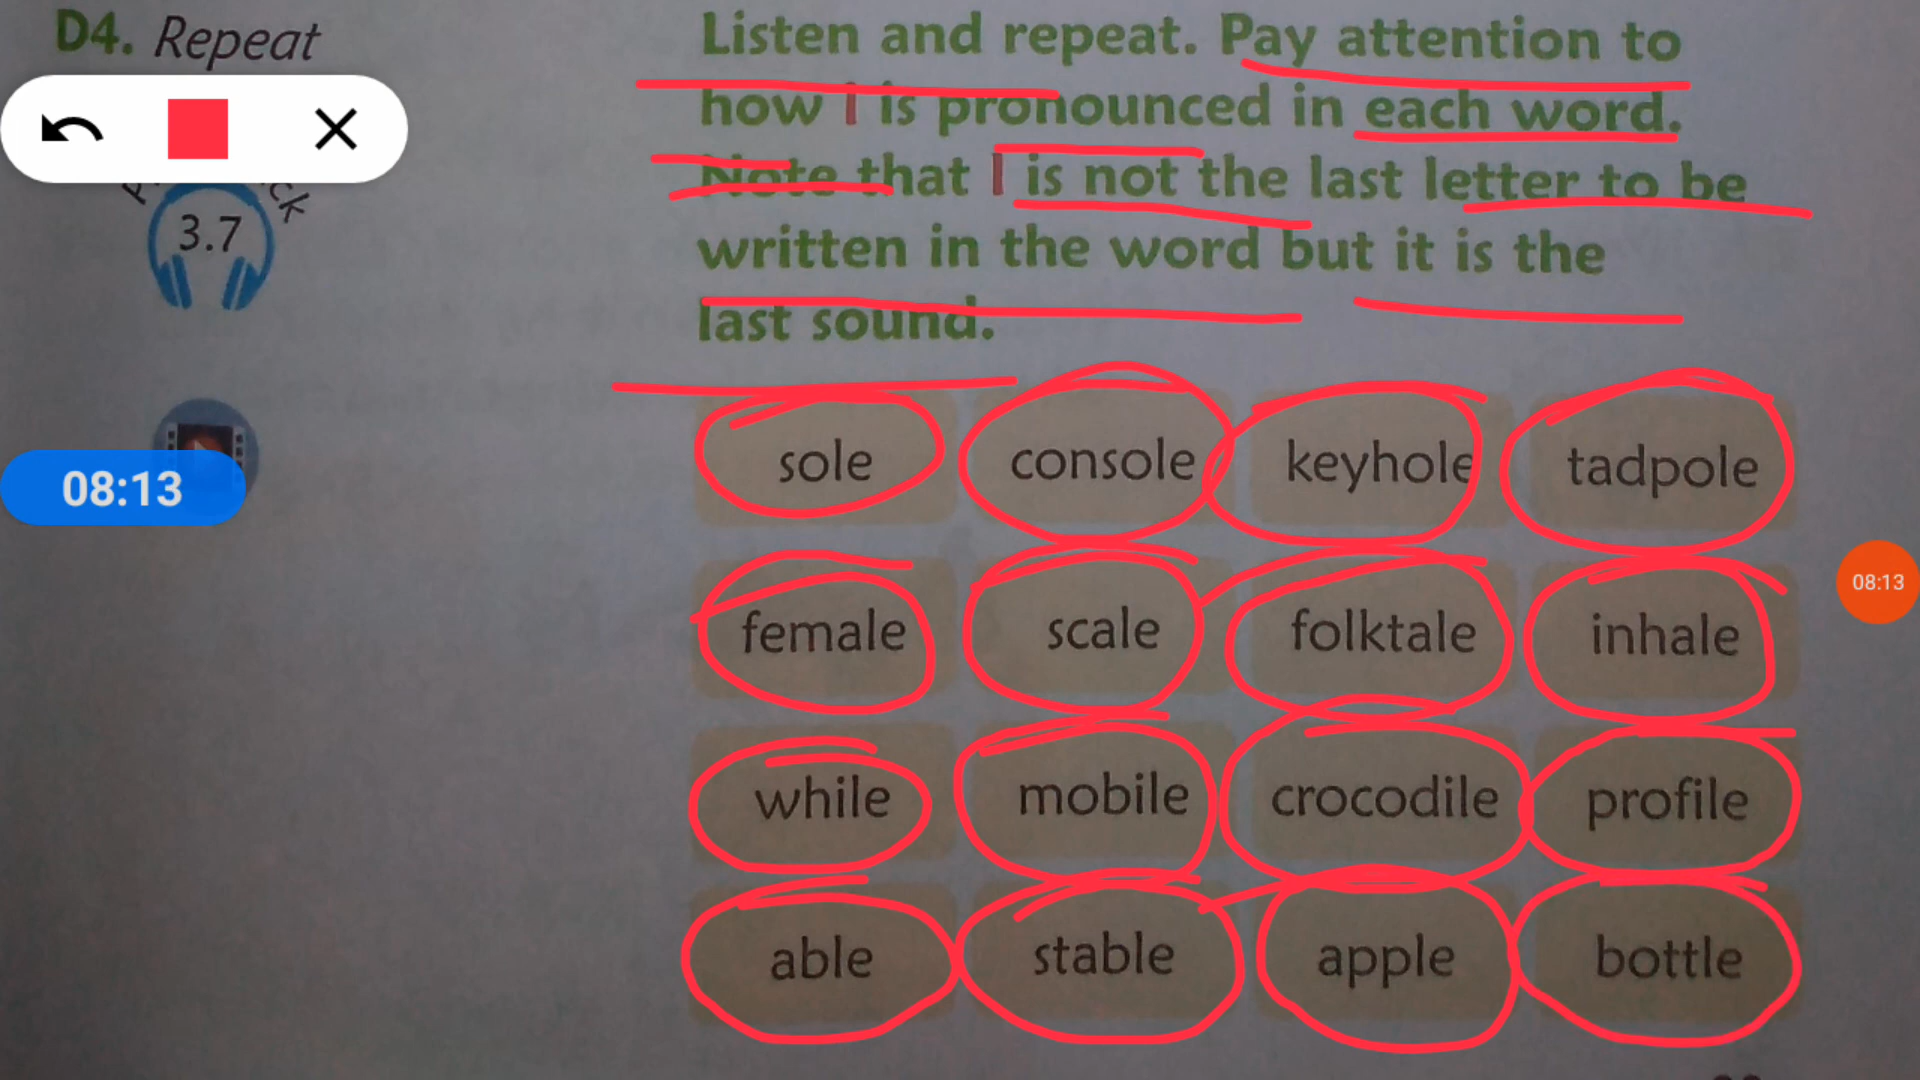 D4. Repeat
Listen and repeat. Pay attention to
how l is pronounced in each word.
Note that l is not the last letter to be
written in the word but it is the
last sound.
3.7
08:13
08:13
sole console keyhole tadpole
female scale folktale inhale
while mobile crocodile profile
able stable apple bottle